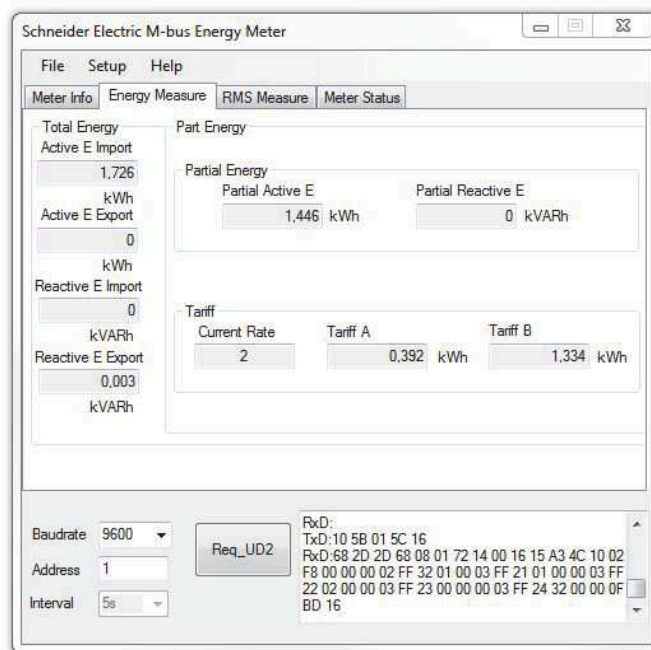 Schneider Electric M-bus Energy Meter
File Setup Help
Meter Info Energy Measure RMS Measure Meter Status
Total Energy
Active E Import
1,726
kWh
Active E Export
0
kWh
Reactive E Import
0
kVARh
Reactive E Export
0,003
kVARh
Part Energy
Partial Energy
Partial Active E Partial Reactive E
1,446 kWh 0 kVARh
Tariff
Current Rate Tariff A Tariff B
2 0,392 kWh 1,334 kWh
Baudrate 9600
Address 1
Interval 5s
Req_UD2
RxD:
TxD:10 5B 01 5C 16
RxD:68 2D 2D 68 08 01 72 14 00 16 15 A3 4C 10 02
F8 00 00 00 02 FF 32 01 00 03 FF 21 01 00 00 03 FF
22 02 00 00 03 FF 23 00 00 00 03 FF 24 32 00 00 0F
BD 16